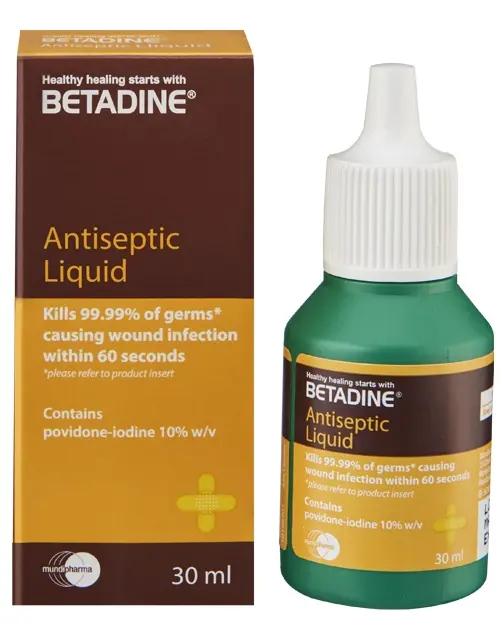 Healthy healing starts with
BETADINE®
Antiseptic
Liquid
Kills 99.99% of germs*
causing wound infection
within 60 seconds
*please refer to product insert
Contains
povidone-iodine 10% w/v
mundipharma
30 ml
Healthy healing starts with
BETADINE®
Antiseptic
Liquid
Kills 99.99% of germs* causing
wound infection within 60 seconds
*please refer to product insert
Contains
povidone-iodine 10% w/v
30 ml